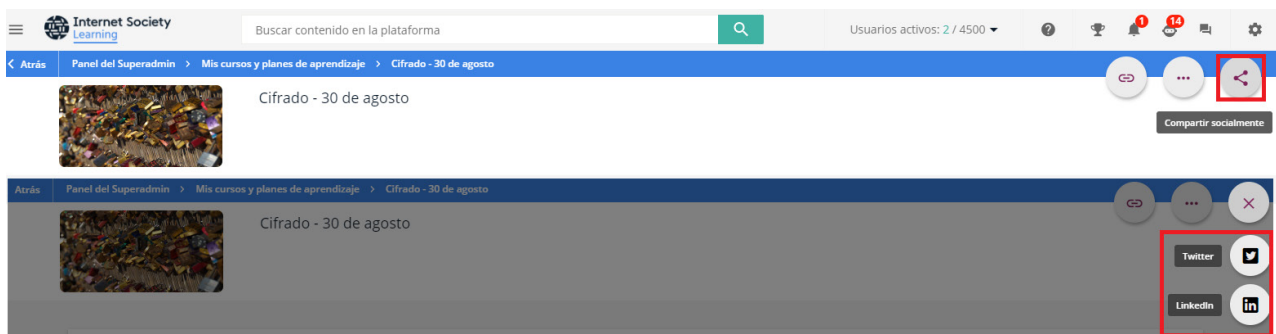 Internet Society
Learning
Buscar contenido en la plataforma
Usuarios activos: 2 / 4500
1
14
Atrás Panel del Superadmin > Mis cursos y planes de aprendizaje > Cifrado - 30 de agosto
Cifrado - 30 de agosto
Compartir socialmente
Atrás Panel del Superadmin > Mis cursos y planes de aprendizaje > Cifrado - 30 de agosto
Cifrado - 30 de agosto
Twitter
LinkedIn
in